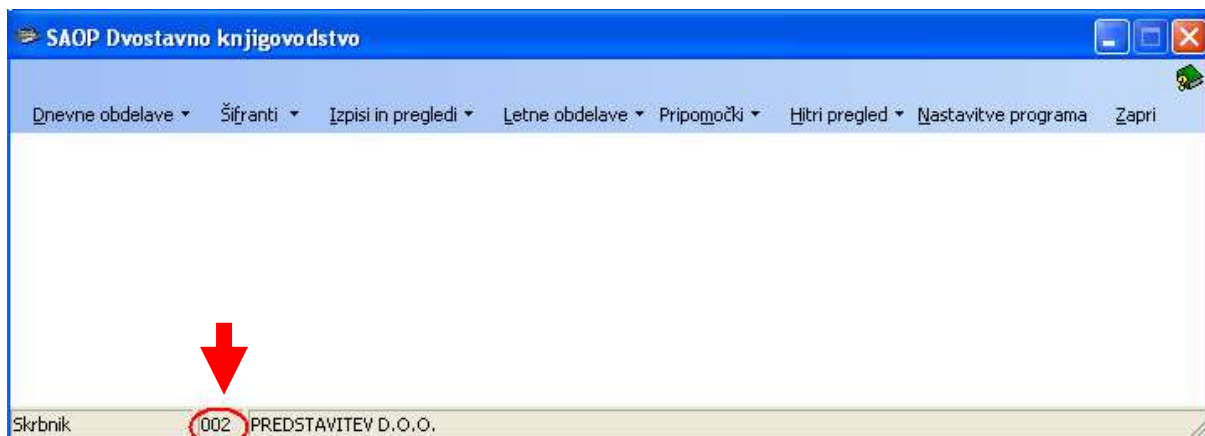 SAOP Dvostavno knjigovodstvo
Dnevne obdelave Šifranti Izpisi in pregledi Letne obdelave Pripomočki Hitri pregled Nastavitve programa Zapri
Skrbnik 002 PREDSTAVITEV D.O.O.